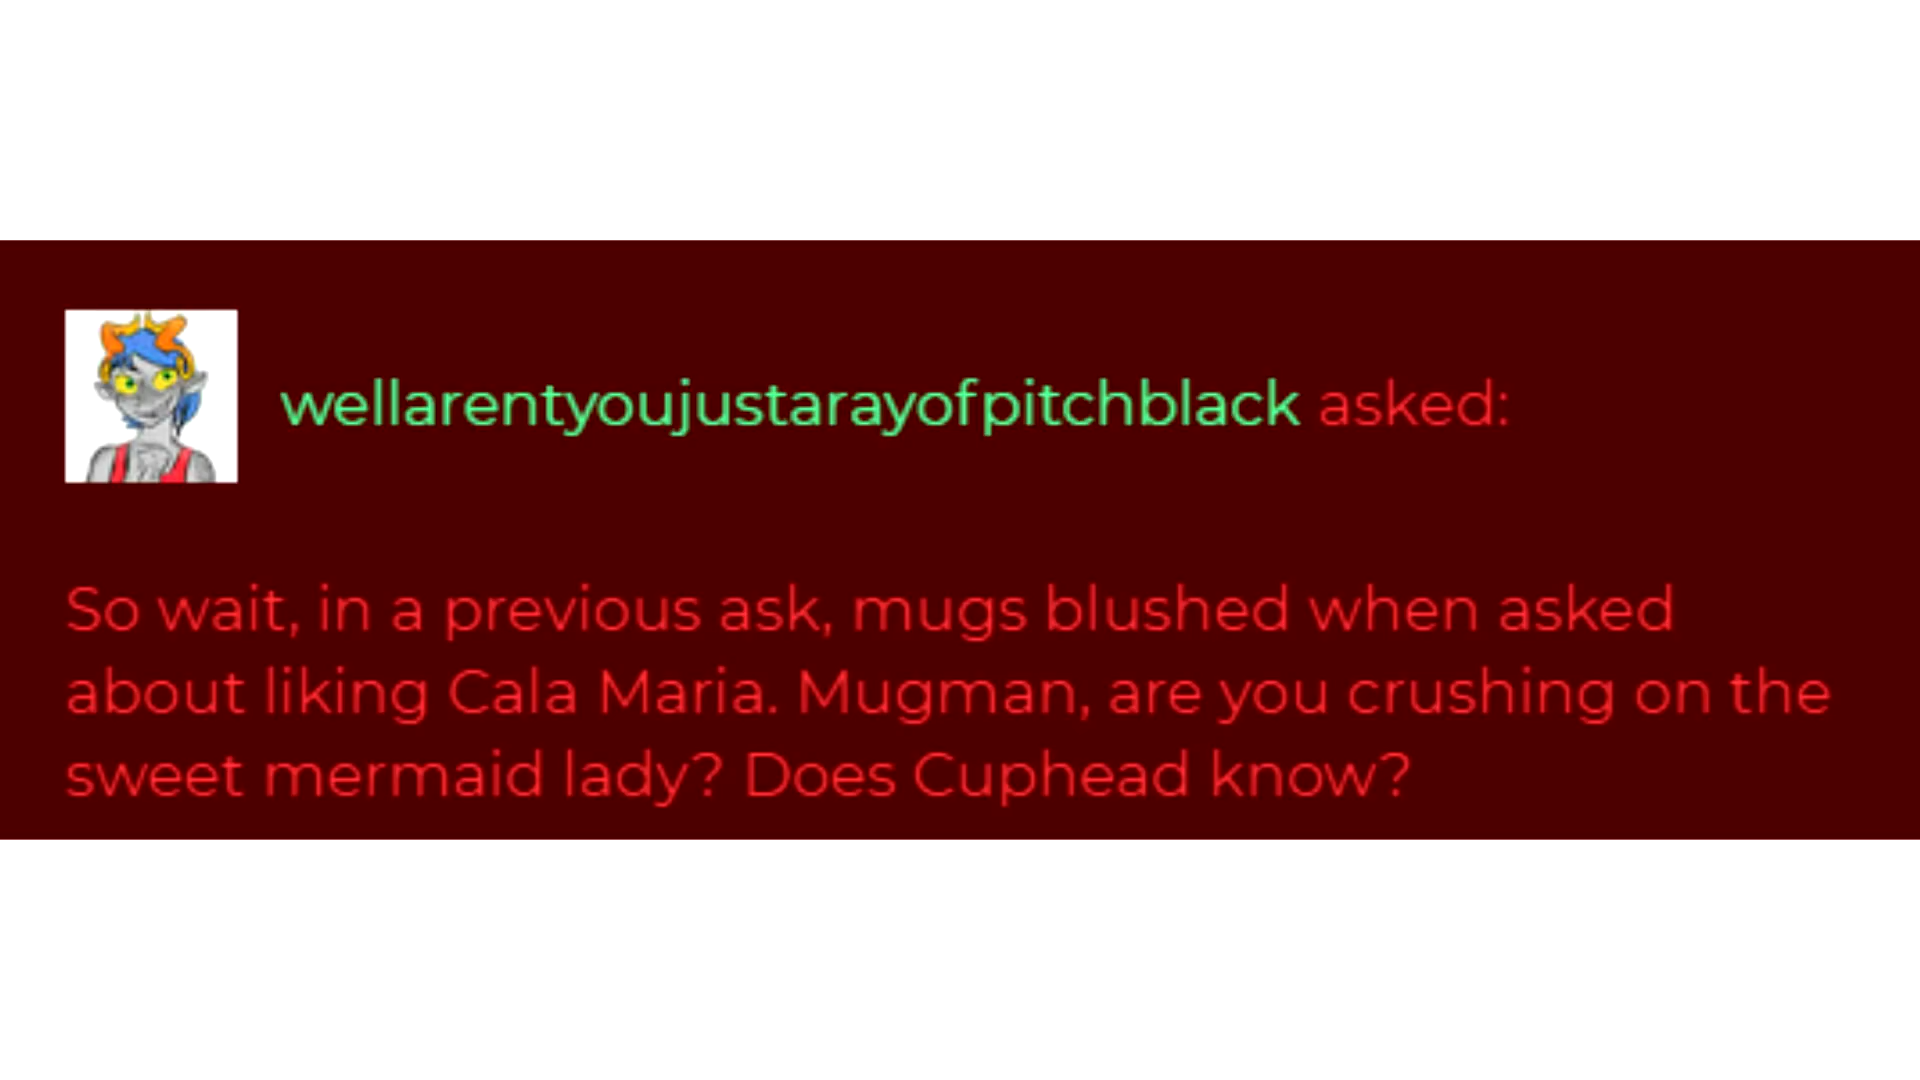 wellarentyoujustarayofpitchblack asked:
So wait, in a previous ask, mugs blushed when asked
about liking Cala Maria. Mugman, are you crushing on the
sweet mermaid lady? Does Cuphead know?